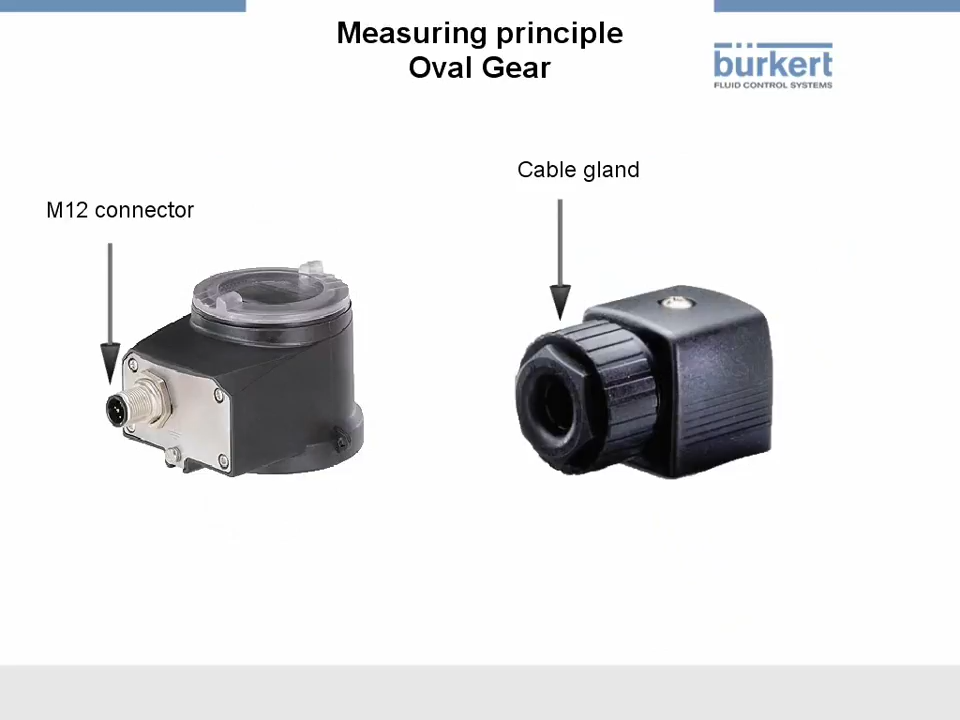 Measuring principle
Oval Gear
bürkert
FLUID CONTROL SYSTEMS
Cable gland
M12 connector